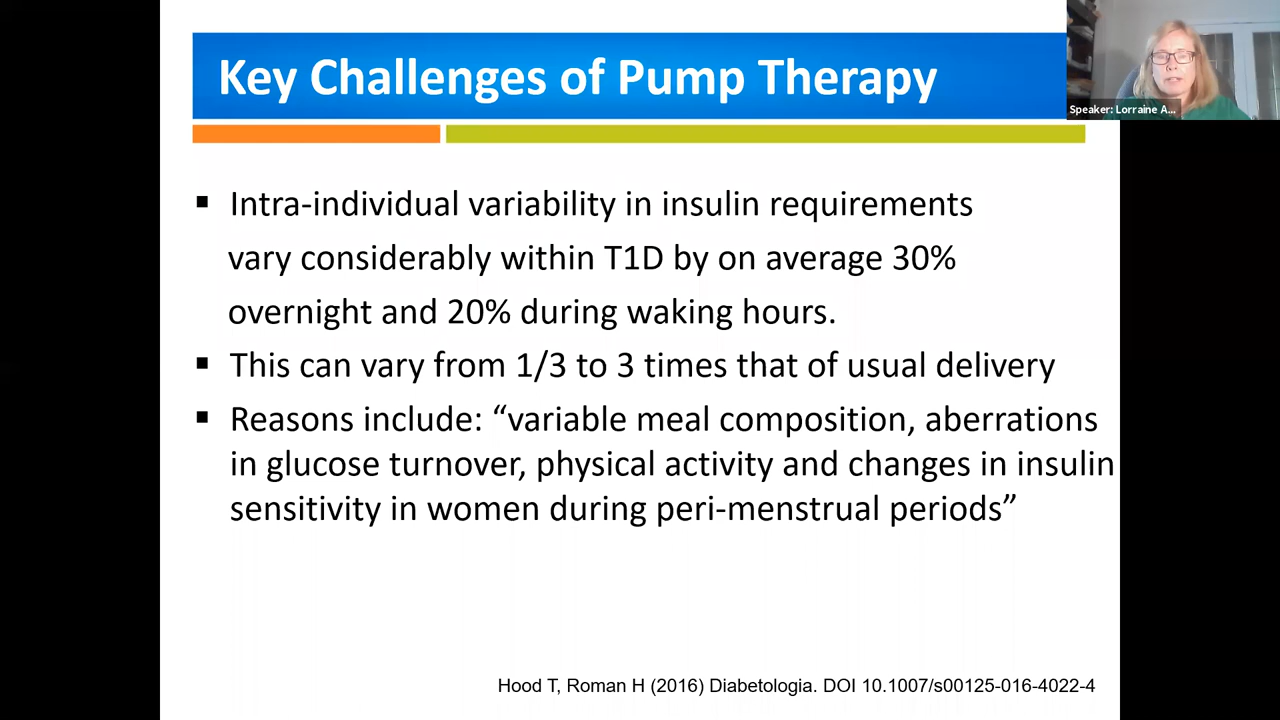 Key Challenges of Pump Therapy
Speaker: Lorraine A...
▪ Intra-individual variability in insulin requirements
vary considerably within T1D by on average 30%
overnight and 20% during waking hours.
▪ This can vary from 1/3 to 3 times that of usual delivery
▪ Reasons include: “variable meal composition, aberrations
in glucose turnover, physical activity and changes in insulin
sensitivity in women during peri-menstrual periods”
Hood T, Roman H (2016) Diabetologia. DOI 10.1007/s00125-016-4022-4